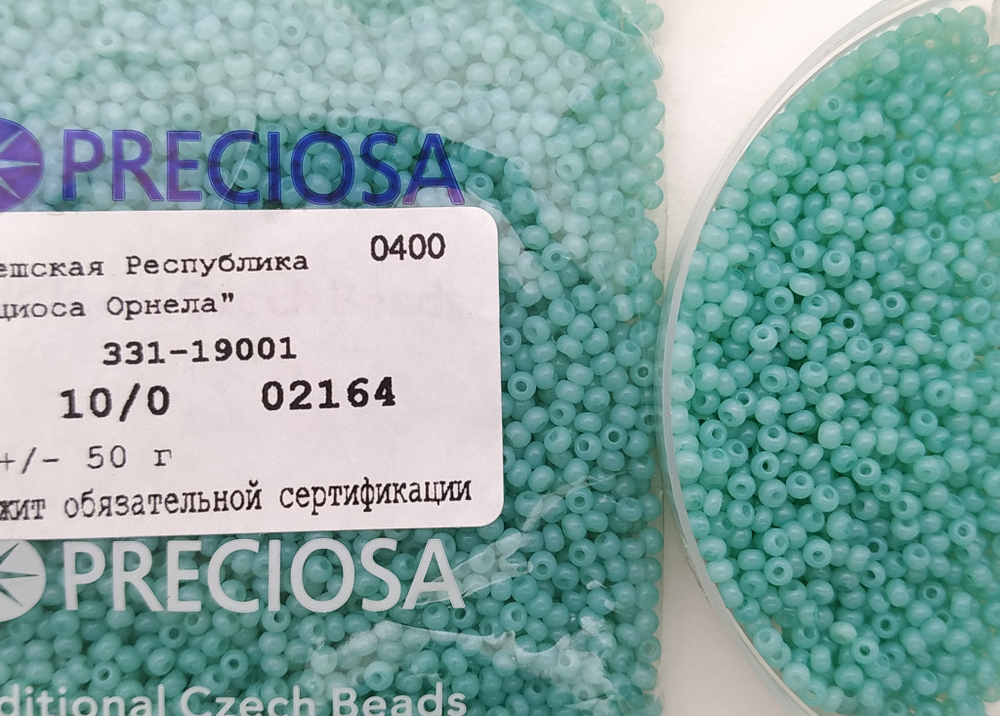 PRECIOSA
ешская Республика 0400
циоса Орнела"
331-19001
10/0 02164
+/- 50 г
жит обязательной сертификации
PRECIOSA
ditional Czech Beads